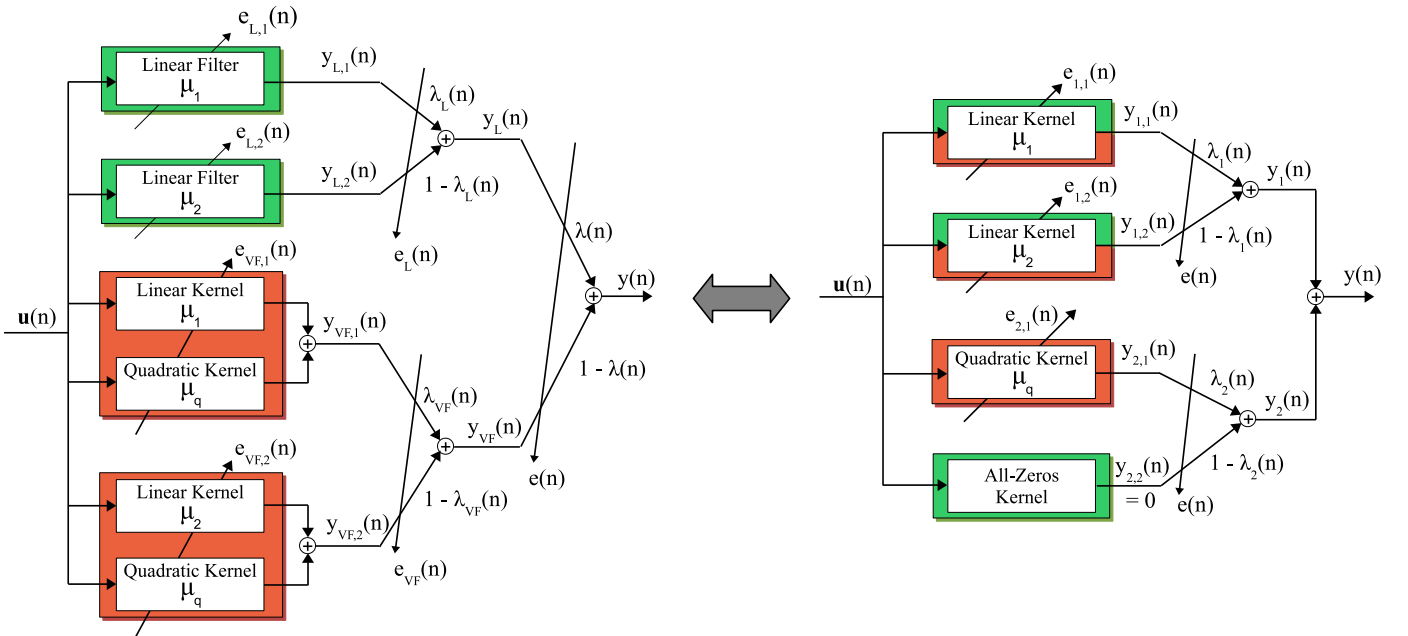 e_{L,1}(n)
Linear Filter
μ_1
y_{L,1}(n)
e_{L,2}(n)
Linear Filter
μ_2
y_{L,2}(n)
λ_L(n)
1 - λ_L(n)
y_L(n)
e_L(n)
e_{VF,1}(n)
Linear Kernel
μ_1
Quadratic Kernel
μ_q
y_{VF,1}(n)
u(n)
e_{VF,2}(n)
Linear Kernel
μ_2
Quadratic Kernel
μ_q
y_{VF,2}(n)
λ_{VF}(n)
1 - λ_{VF}(n)
y_{VF}(n)
e_{VF}(n)
λ(n)
1 - λ(n)
e(n)
y(n)
u(n)
e_{1,1}(n)
Linear Kernel
μ_1
y_{1,1}(n)
e_{1,2}(n)
Linear Kernel
μ_2
y_{1,2}(n)
λ_1(n)
1 - λ_1(n)
y_1(n)
e(n)
e_{2,1}(n)
Quadratic Kernel
μ_q
y_{2,1}(n)
All-Zeros
Kernel
y_{2,2}(n)
= 0
λ_2(n)
1 - λ_2(n)
y_2(n)
e(n)
y(n)